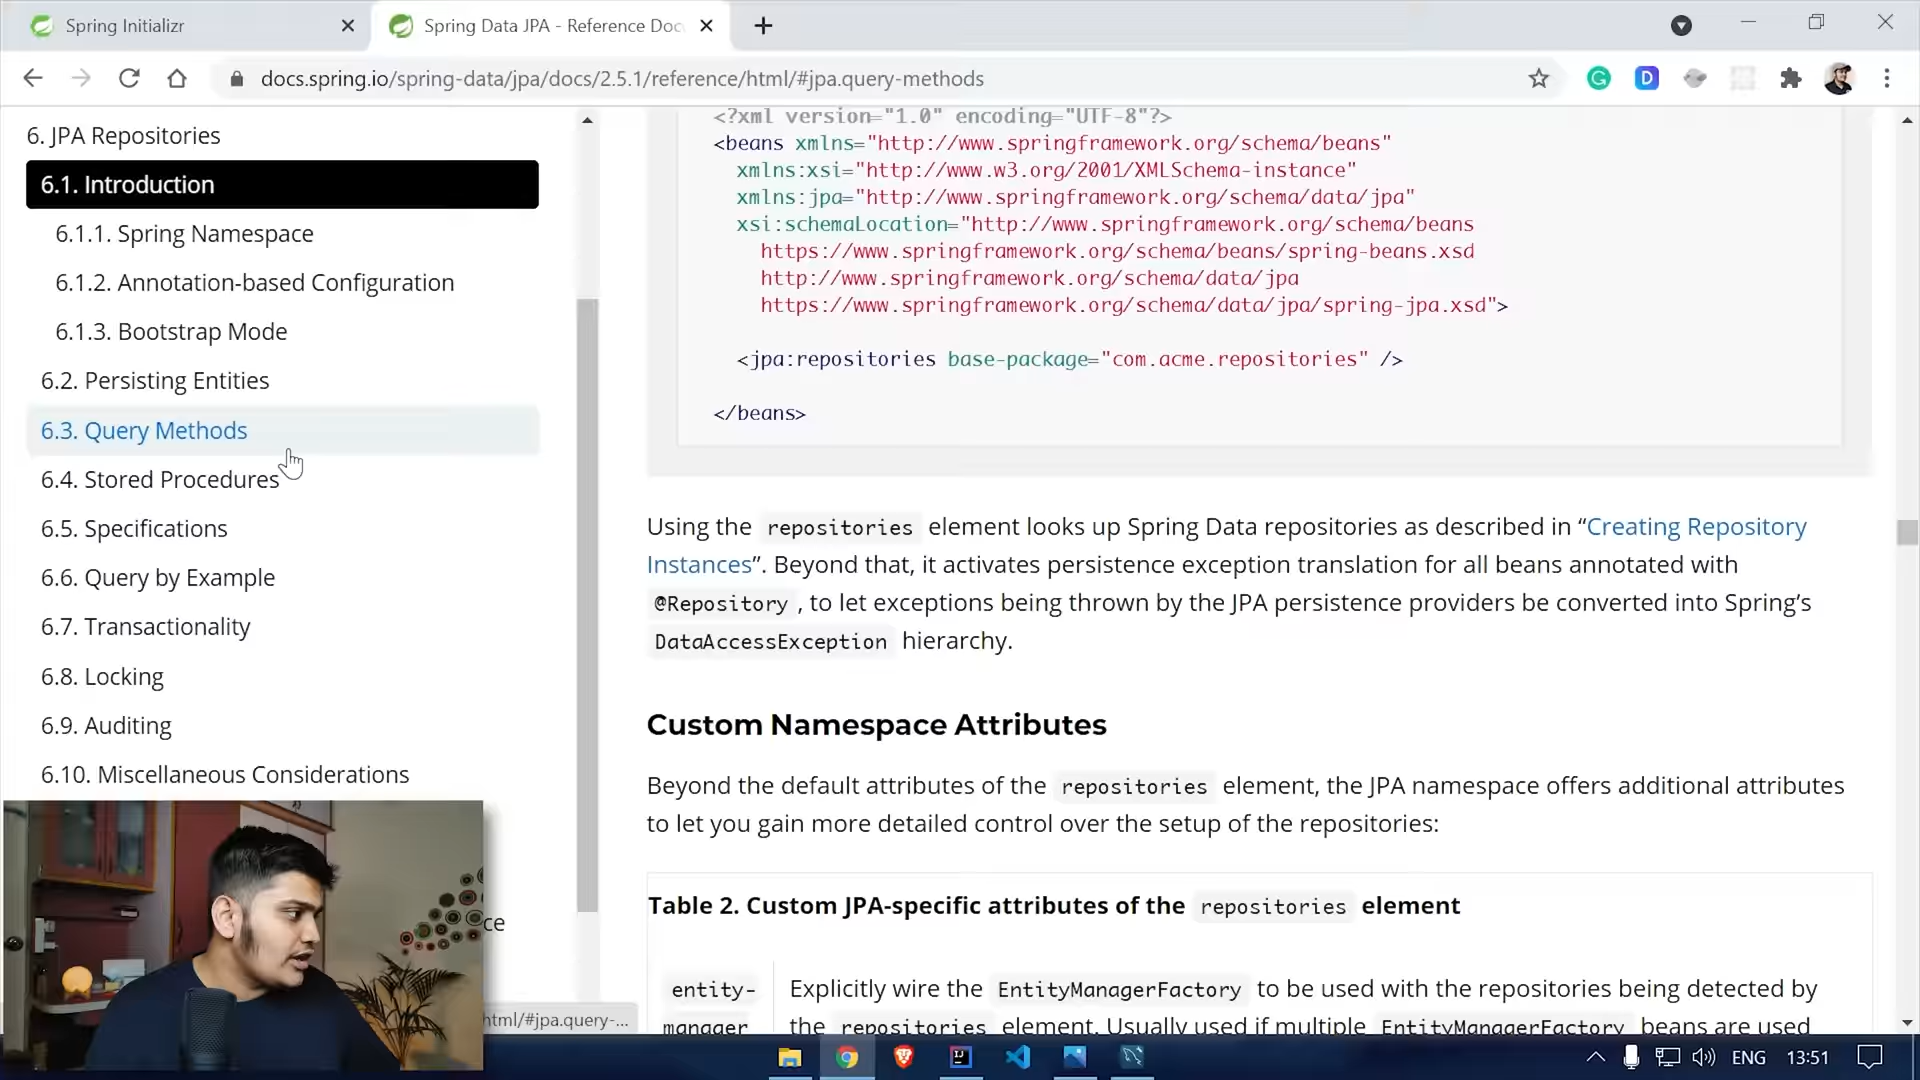 Spring Initializr
Spring Data JPA - Reference Doc
docs.spring.io/spring-data/jpa/docs/2.5.1/reference/html/#jpa.query-methods
6. JPA Repositories
6.1. Introduction
6.1.1. Spring Namespace
6.1.2. Annotation-based Configuration
6.1.3. Bootstrap Mode
6.2. Persisting Entities
6.3. Query Methods
6.4. Stored Procedures
6.5. Specifications
6.6. Query by Example
6.7. Transactionality
6.8. Locking
6.9. Auditing
6.10. Miscellaneous Considerations
ce
html/#jpa.query-...
<?xml version="1.0" encoding="UTF-8"?>
<beans xmlns="http://www.springframework.org/schema/beans"
xmlns:xsi="http://www.w3.org/2001/XMLSchema-instance"
xmlns:jpa="http://www.springframework.org/schema/data/jpa"
xsi:schemaLocation="http://www.springframework.org/schema/beans
https://www.springframework.org/schema/beans/spring-beans.xsd
http://www.springframework.org/schema/data/jpa
https://www.springframework.org/schema/data/jpa/spring-jpa.xsd">
<jpa:repositories base-package="com.acme.repositories" />
</beans>
Using the repositories element looks up Spring Data repositories as described in “Creating Repository
Instances”. Beyond that, it activates persistence exception translation for all beans annotated with
@Repository , to let exceptions being thrown by the JPA persistence providers be converted into Spring’s
DataAccessException hierarchy.
Custom Namespace Attributes
Beyond the default attributes of the repositories element, the JPA namespace offers additional attributes
to let you gain more detailed control over the setup of the repositories:
Table 2. Custom JPA-specific attributes of the repositories element
entity- Explicitly wire the EntityManagerFactory to be used with the repositories being detected by
manager the repositories element. Usually used if multiple EntityManagerFactory beans are used
ENG 13:51